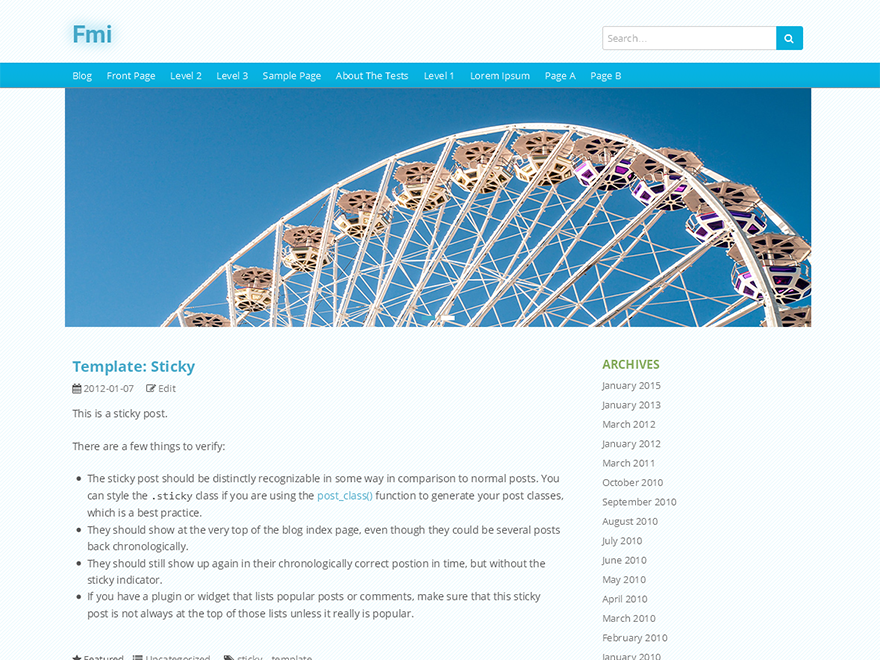 Fmi
Search...
Blog Front Page Level 2 Level 3 Sample Page About The Tests Level 1 Lorem Ipsum Page A Page B
Template: Sticky
2012-01-07 Edit
This is a sticky post.
There are a few things to verify:
The sticky post should be distinctly recognizable in some way in comparison to normal posts. You
can style the .sticky class if you are using the post_class() function to generate your post classes,
which is a best practice.
They should show at the very top of the blog index page, even though they could be several posts
back chronologically.
They should still show up again in their chronologically correct postion in time, but without the
sticky indicator.
If you have a plugin or widget that lists popular posts or comments, make sure that this sticky
post is not always at the top of those lists unless it really is popular.
Featured Uncategorized sticky, template
ARCHIVES
January 2015
January 2013
March 2012
January 2012
March 2011
October 2010
September 2010
August 2010
July 2010
June 2010
May 2010
April 2010
March 2010
February 2010
January 2010